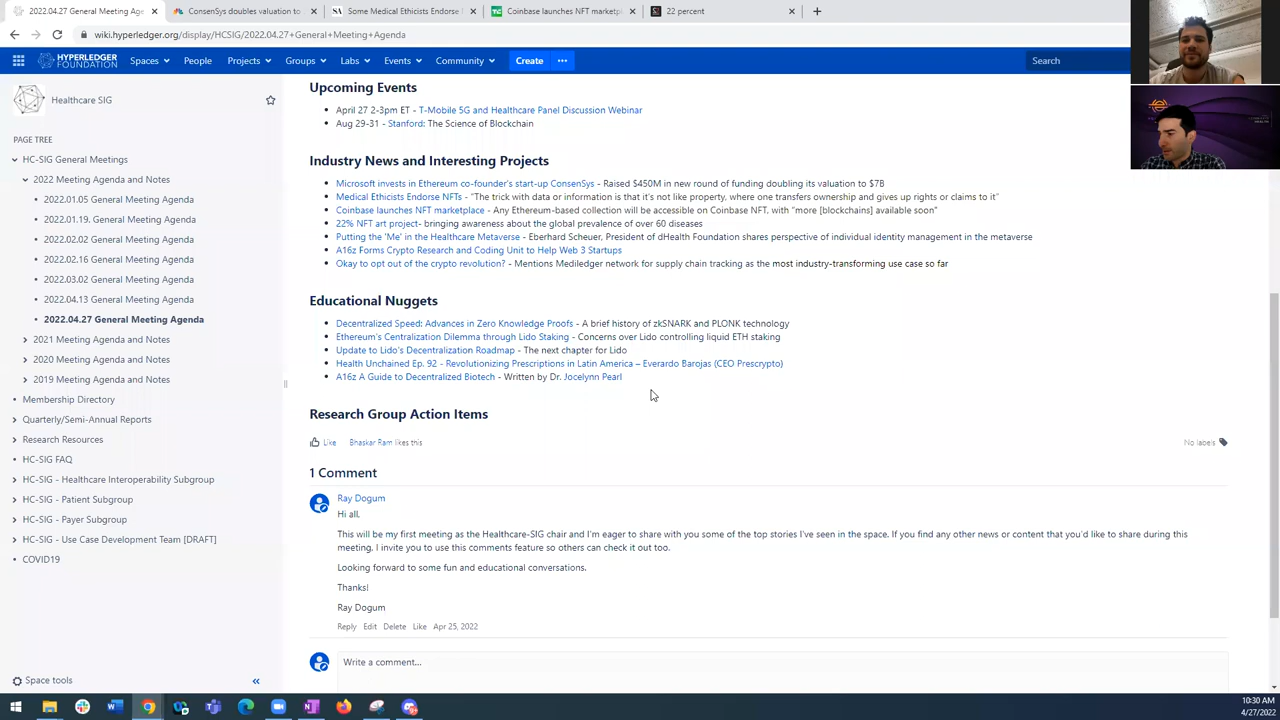 2022.04.27 General Meeting Ag
ConsenSys doubles valuation to
Some Medical Ethicists Endorse
Coinbase launches NFT marketpl
22 percent
wiki.hyperledger.org/display/HCSIG/2022.04.27+General+Meeting+Agenda
HYPERLEDGER FOUNDATION
Spaces People Projects Groups Labs Events Community Create ••• Search
Healthcare SIG
PAGE TREE
HC-SIG General Meetings
2022 Meeting Agenda and Notes
2022.01.05 General Meeting Agenda
2022.01.19. General Meeting Agenda
2022.02.02 General Meeting Agenda
2022.02.16 General Meeting Agenda
2022.03.02 General Meeting Agenda
2022.04.13 General Meeting Agenda
2022.04.27 General Meeting Agenda
2021 Meeting Agenda and Notes
2020 Meeting Agenda and Notes
2019 Meeting Agenda and Notes
Membership Directory
Quarterly/Semi-Annual Reports
Research Resources
HC-SIG FAQ
HC-SIG - Healthcare Interoperability Subgroup
HC-SIG - Patient Subgroup
HC-SIG - Payer Subgroup
HC-SIG - Use Case Development Team [DRAFT]
COVID19
Space tools
Upcoming Events
• April 27 2-3pm ET - T-Mobile 5G and Healthcare Panel Discussion Webinar
• Aug 29-31 - Stanford: The Science of Blockchain
Industry News and Interesting Projects
• Microsoft invests in Ethereum co-founder's start-up ConsenSys - Raised $450M in new round of funding doubling its valuation to $7B
• Medical Ethicists Endorse NFTs - "The trick with data or information is that it's not like property, where one transfers ownership and gives up rights or claims to it"
• Coinbase launches NFT marketplace - Any Ethereum-based collection will be accessible on Coinbase NFT, with "more [blockchains] available soon"
• 22% NFT art project- bringing awareness about the global prevalence of over 60 diseases
• Putting the 'Me' in the Healthcare Metaverse - Eberhard Scheuer, President of dHealth Foundation shares perspective of individual identity management in the metaverse
• A16z Forms Crypto Research and Coding Unit to Help Web 3 Startups
• Okay to opt out of the crypto revolution? - Mentions Mediledger network for supply chain tracking as the most industry-transforming use case so far
Educational Nuggets
• Decentralized Speed: Advances in Zero Knowledge Proofs - A brief history of zkSNARK and PLONK technology
• Ethereum's Centralization Dilemma through Lido Staking - Concerns over Lido controlling liquid ETH staking
• Update to Lido's Decentralization Roadmap - The next chapter for Lido
• Health Unchained Ep. 92 - Revolutionizing Prescriptions in Latin America – Everardo Barojas (CEO Prescrypto)
• A16z A Guide to Decentralized Biotech - Written by Dr. Jocelynn Pearl
Research Group Action Items
Like Bhaskar Ram likes this No labels
1 Comment
Ray Dogum
Hi all.
This will be my first meeting as the Healthcare-SIG chair and I'm eager to share with you some of the top stories I've seen in the space. If you find any other news or content that you'd like to share during this
meeting. I invite you to use this comments feature so others can check it out too.
Looking forward to some fun and educational conversations.
Thanks!
Ray Dogum
Reply Edit Delete Like Apr 25, 2022
Write a comment...
10:30 AM
4/27/2022